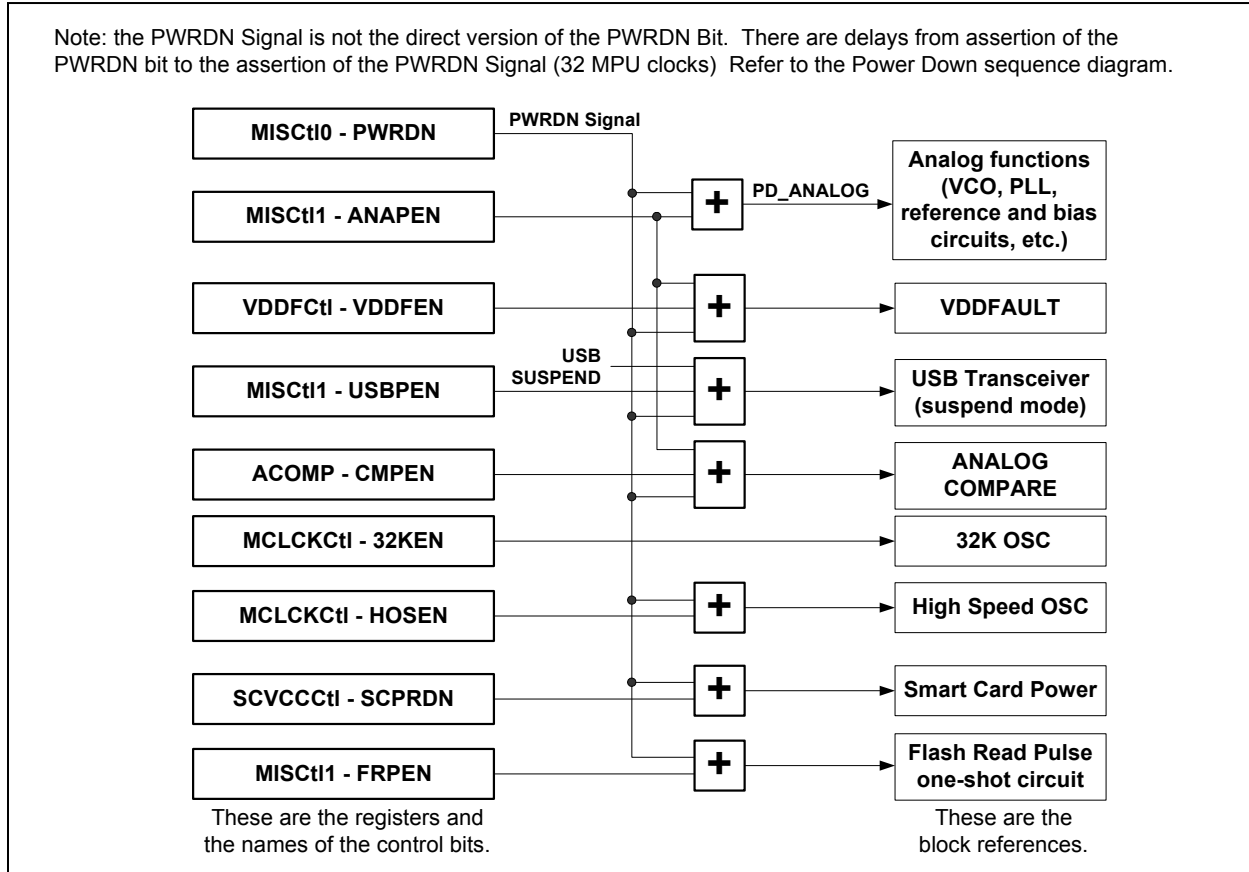 Note: the PWRDN Signal is not the direct version of the PWRDN Bit. There are delays from assertion of the
PWRDN bit to the assertion of the PWRDN Signal (32 MPU clocks) Refer to the Power Down sequence diagram.
MISCtl0 - PWRDN
PWRDN Signal
MISCtl1 - ANAPEN
+
PD_ANALOG
Analog functions
(VCO, PLL,
reference and bias
circuits, etc.)
VDDFCtl - VDDFEN
+
VDDFAULT
MISCtl1 - USBPEN
USB
SUSPEND
+
USB Transceiver
(suspend mode)
ACOMP - CMPEN
+
ANALOG
COMPARE
MCLCKCtl - 32KEN
32K OSC
MCLCKCtl - HOSEN
+
High Speed OSC
SCVCCCtl - SCPRDN
+
Smart Card Power
MISCtl1 - FRPEN
+
Flash Read Pulse
one-shot circuit
These are the registers and
the names of the control bits.
These are the
block references.